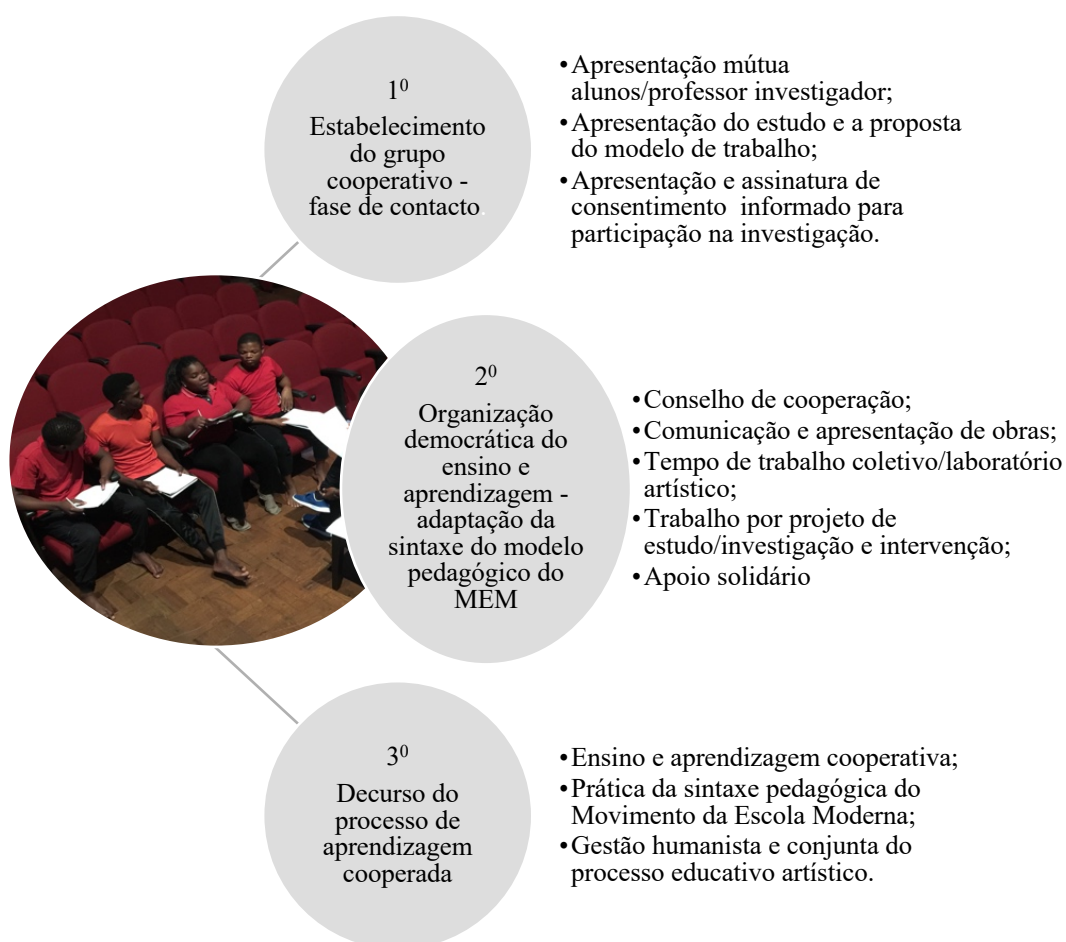 1⁰
Estabelecimento
do grupo
cooperativo -
fase de contacto.
•Apresentação mútua
alunos/professor investigador;
•Apresentação do estudo e a proposta
do modelo de trabalho;
•Apresentação e assinatura de
consentimento informado para
participação na investigação.
2⁰
Organização
democrática do
ensino e
aprendizagem -
adaptação da
sintaxe do modelo
pedagógico do
MEM
•Conselho de cooperação;
•Comunicação e apresentação de obras;
•Tempo de trabalho coletivo/laboratório
artístico;
•Trabalho por projeto de
estudo/investigação e intervenção;
•Apoio solidário
3⁰
Decurso do
processo de
aprendizagem
cooperada
•Ensino e aprendizagem cooperativa;
•Prática da sintaxe pedagógica do
Movimento da Escola Moderna;
•Gestão humanista e conjunta do
processo educativo artístico.